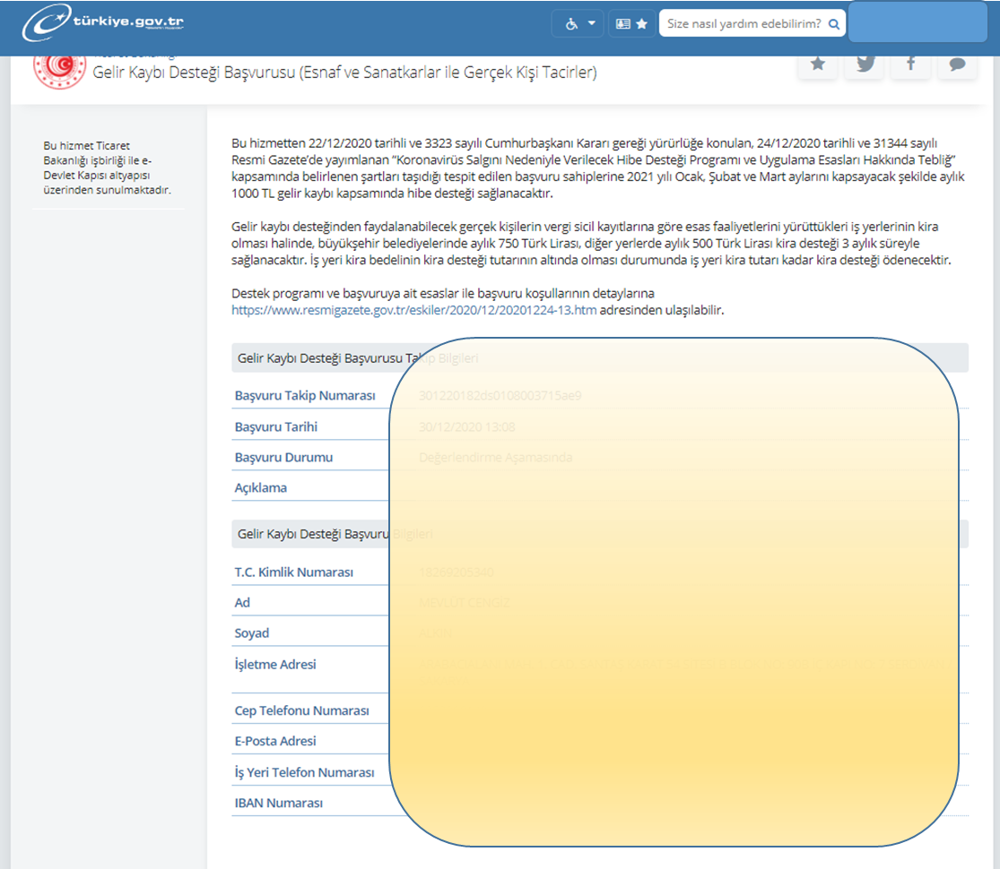 türkiye.gov.tr
Size nasıl yardım edebilirim?
Gelir Kaybı Desteği Başvurusu (Esnaf ve Sanatkarlar ile Gerçek Kişi Tacirler)
Bu hizmet Ticaret
Bakanlığı işbirliği ile e-
Devlet Kapısı altyapısı
üzerinden sunulmaktadır.
Bu hizmetten 22/12/2020 tarihli ve 3323 sayılı Cumhurbaşkanı Kararı gereği yürürlüğe konulan, 24/12/2020 tarihli ve 31344 sayılı
Resmi Gazete’de yayımlanan “Koronavirüs Salgını Nedeniyle Verilecek Hibe Desteği Programı ve Uygulama Esasları Hakkında Tebliğ”
kapsamında belirlenen şartları taşıdığı tespit edilen başvuru sahiplerine 2021 yılı Ocak, Şubat ve Mart aylarını kapsayacak şekilde aylık
1000 TL gelir kaybı kapsamında hibe desteği sağlanacaktır.
Gelir kaybı desteğinden faydalanabilecek gerçek kişilerin vergi sicil kayıtlarına göre esas faaliyetlerini yürüttükleri iş yerlerinin kira
olması halinde, büyükşehir belediyelerinde aylık 750 Türk Lirası, diğer yerlerde aylık 500 Türk Lirası kira desteği 3 aylık süreyle
sağlanacaktır. İş yeri kira bedelinin kira desteği tutarının altında olması durumunda iş yeri kira tutarı kadar kira desteği ödenecektir.
Destek programı ve başvuruya ait esaslar ile başvuru koşullarının detaylarına
https://www.resmigazete.gov.tr/eskiler/2020/12/20201224-13.htm adresinden ulaşılabilir.
Gelir Kaybı Desteği Başvurusu Takip Bilgileri
Başvuru Takip Numarası
Başvuru Tarihi 30/12/2020 13:08
Başvuru Durumu Değerlendirme Aşamasında
Açıklama
Gelir Kaybı Desteği Başvuru Bilgileri
T.C. Kimlik Numarası
Ad
Soyad
İşletme Adresi
Cep Telefonu Numarası
E-Posta Adresi
İş Yeri Telefon Numarası
IBAN Numarası